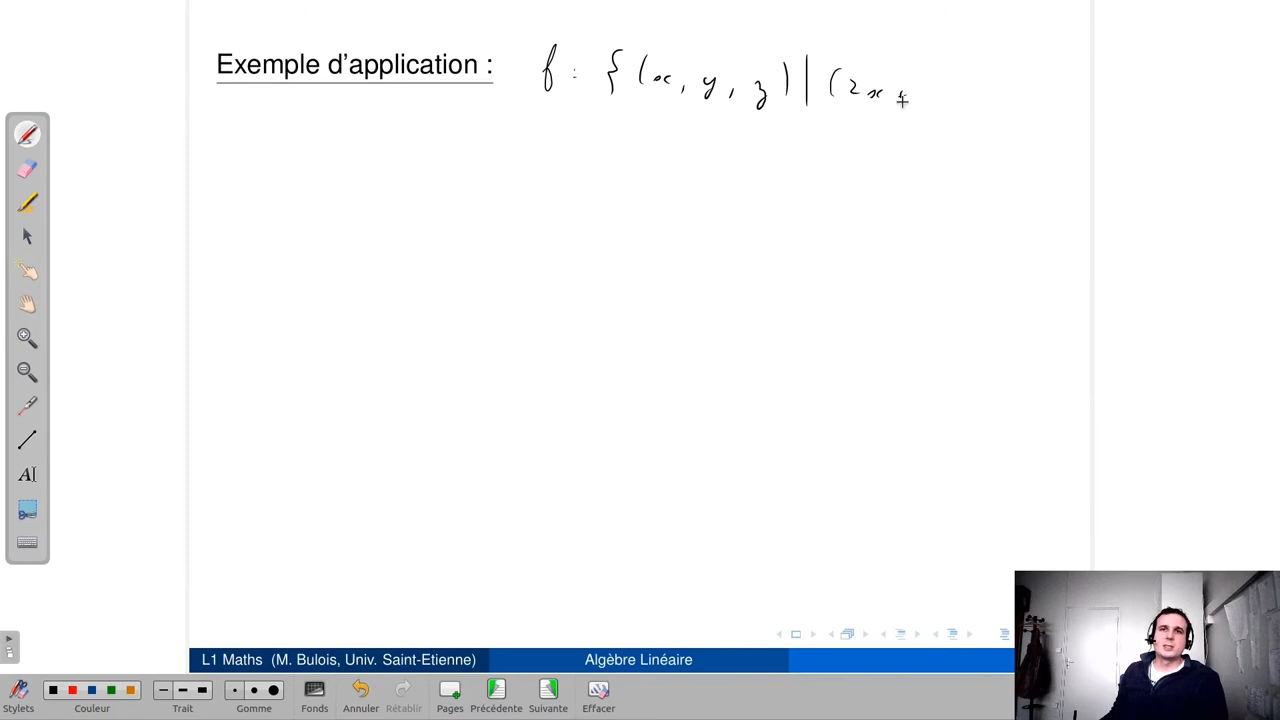 Exemple d'application : f : { (x, y, z) | (2x +
L1 Maths (M. Bulois, Univ. Saint-Etienne) Algèbre Linéaire
Stylets Couleur Trait Gomme Fonds Annuler Rétablir Pages Précédente Suivante Effacer